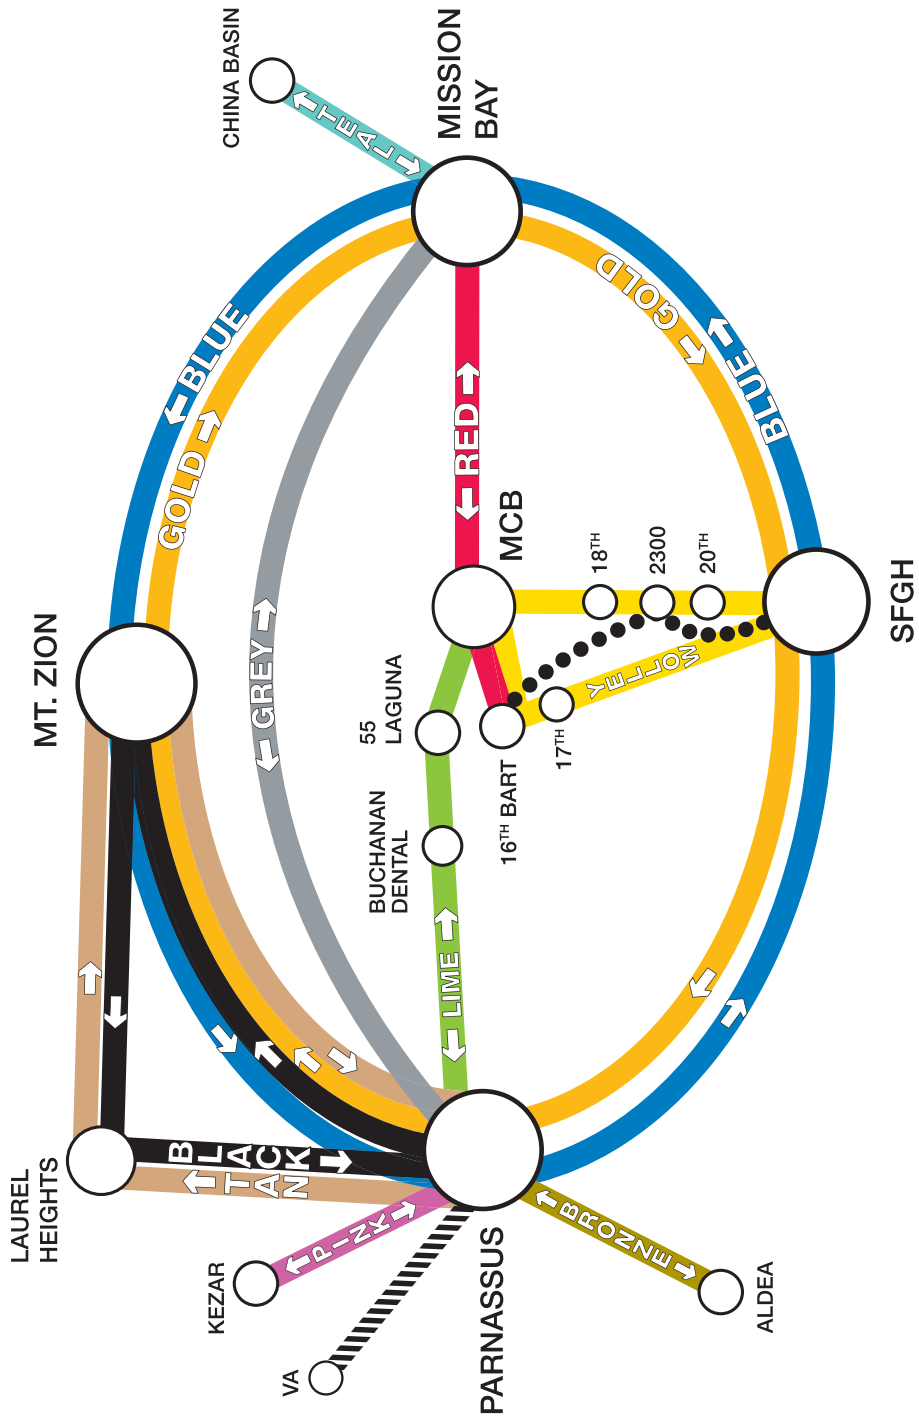 CHINA BASIN
MISSION
BAY
TEAL
BLUE
GOLD
GOLD
BLUE
RED
GREY
MT. ZION
MCB
18TH
2300
20TH
SFGH
55
LAGUNA
YELLOW
17TH
16TH BART
BUCHANAN
DENTAL
LIME
LAUREL
HEIGHTS
BLACK
TAN
PINK
BRONZE
KEZAR
VA
PARNASSUS
ALDEA